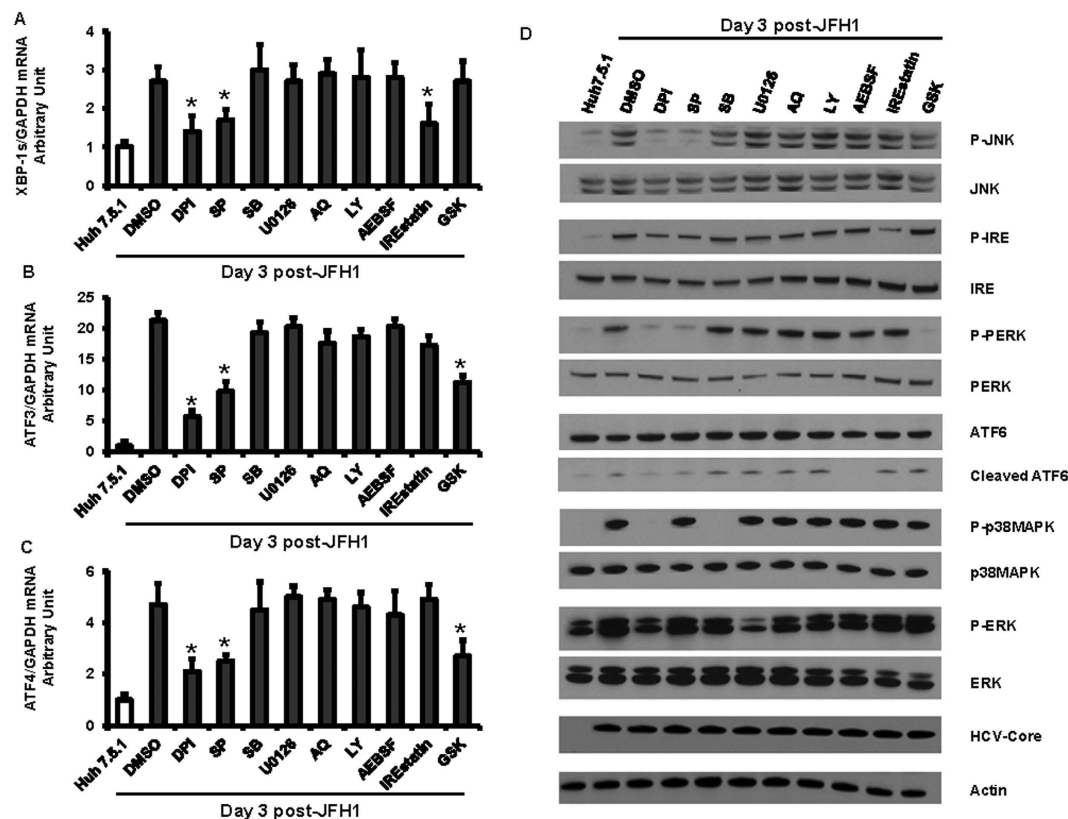 A
XBP-1s/GAPDH mRNA
Arbitrary Unit
4
3
2
1
0
Huh 7.5.1
DMSO
DPI
SP
SB
U0126
AQ
LY
AEBSF
IREstatin
GSK
*
*
*
Day 3 post-JFH1
B
ATF3/GAPDH mRNA
Arbitrary Unit
25
20
15
10
5
0
Huh 7.5.1
DMSO
DPI
SP
SB
U0126
AQ
LY
AEBSF
IREstatin
GSK
*
*
*
Day 3 post-JFH1
C
ATF4/GAPDH mRNA
Arbitrary Unit
6
4
2
0
Huh 7.5.1
DMSO
DPI
SP
SB
U0126
AQ
LY
AEBSF
IREstatin
GSK
*
*
*
Day 3 post-JFH1
D
Day 3 post-JFH1
Huh7.5.1
DMSO
DPI
SP
SB
U0126
AQ
LY
AEBSF
IREstatin
GSK
P-JNK
JNK
P-IRE
IRE
P-PERK
PERK
ATF6
Cleaved ATF6
P-p38MAPK
p38MAPK
P-ERK
ERK
HCV-Core
Actin